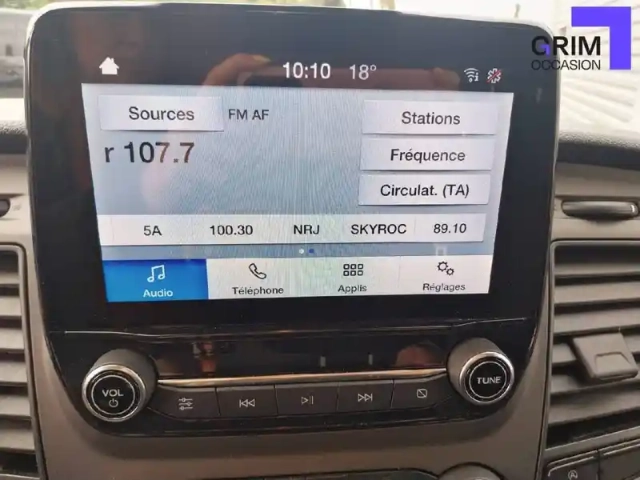 GRIM
OCCASION
10:10 18°
Sources FM AF
Stations
r 107.7
Fréquence
Circulat. (TA)
5A 100.30 NRJ SKYROC 89.10
Audio Téléphone Applis Réglages
VOL
TUNE